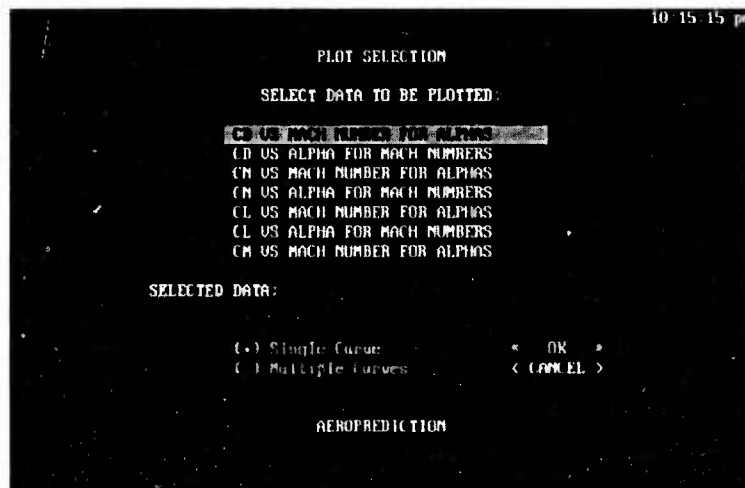 10:15:15 p
PLOT SELECTION
SELECT DATA TO BE PLOTTED:
CD VS MACH NUMBER FOR ALPHAS
CD VS ALPHA FOR MACH NUMBERS
CN VS MACH NUMBER FOR ALPHAS
CN VS ALPHA FOR MACH NUMBERS
CL VS MACH NUMBER FOR ALPHAS
CL VS ALPHA FOR MACH NUMBERS
CM VS MACH NUMBER FOR ALPHAS
SELECTED DATA:
(•) Single Curve « OK »
( ) Multiple Curves < CANCEL >
AEROPREDICTION